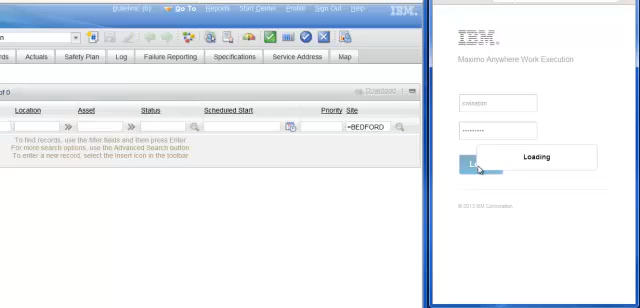 Bulletins: (6) Go To Reports Start Center Profile Sign Out Help IBM.
Actuals Safety Plan Log Failure Reporting Specifications Service Address Map
of 0 Download
Location Asset Status Scheduled Start Priority Site
=BEDFORD
To find records, use the filter fields and then press Enter.
For more search options, use the Advanced Search button.
To enter a new record, select the Insert icon in the toolbar.
IBM.
Maximo Anywhere Work Execution
Loading
© 2013 IBM Corporation